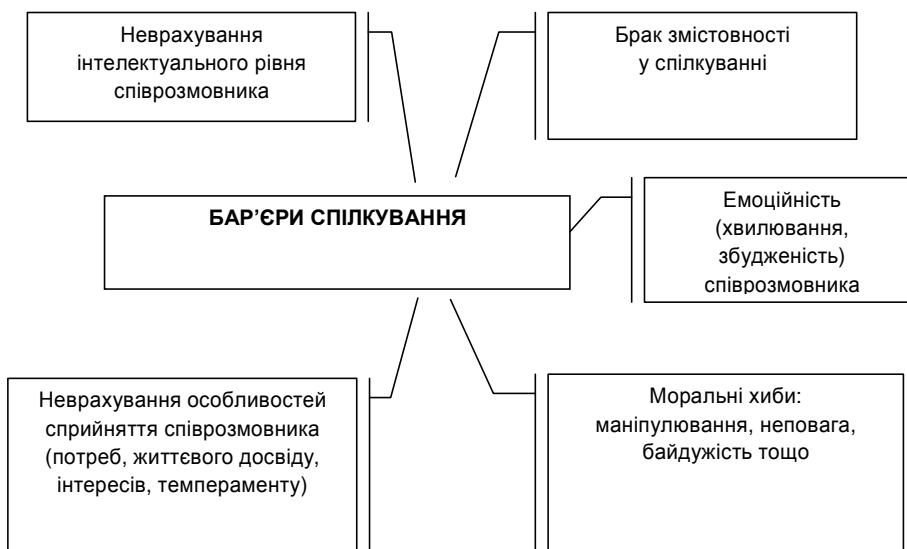 Неврахування
інтелектуального рівня
співрозмовника
Брак змістовності
у спілкуванні
БАР’ЄРИ СПІЛКУВАННЯ
Емоційність
(хвилювання,
збудженість)
співрозмовника
Неврахування особливостей
сприйняття співрозмовника
(потреб, життєвого досвіду,
інтересів, темпераменту)
Моральні хиби:
маніпулювання, неповага,
байдужість тощо